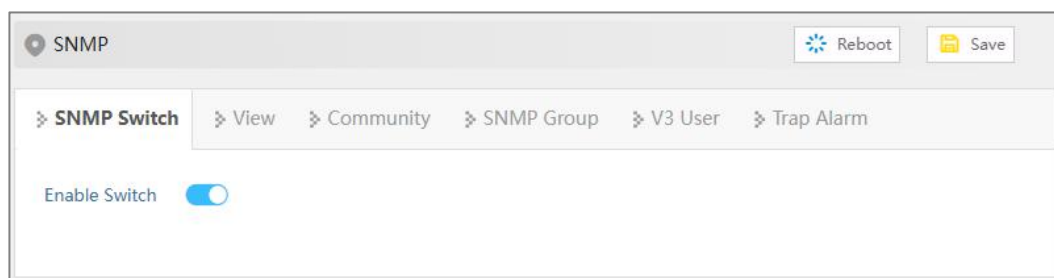 SNMP Reboot Save
SNMP Switch View Community SNMP Group V3 User Trap Alarm
Enable Switch